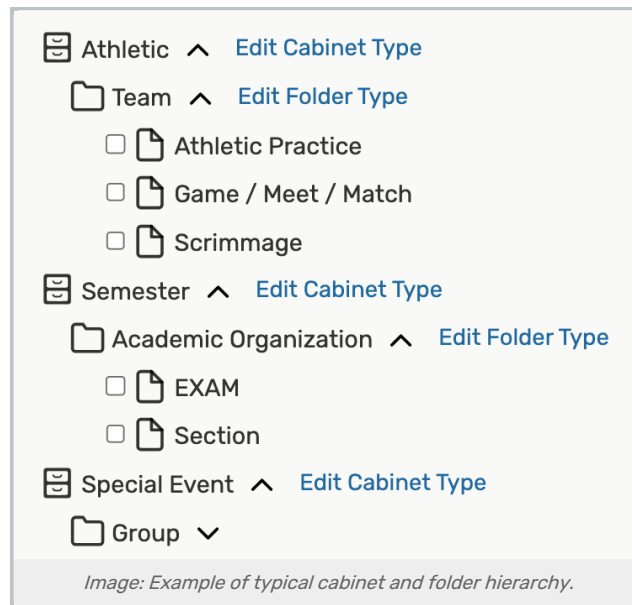 Athletic Edit Cabinet Type
Team Edit Folder Type
Athletic Practice
Game / Meet / Match
Scrimmage
Semester Edit Cabinet Type
Academic Organization Edit Folder Type
EXAM
Section
Special Event Edit Cabinet Type
Group
Image: Example of typical cabinet and folder hierarchy.